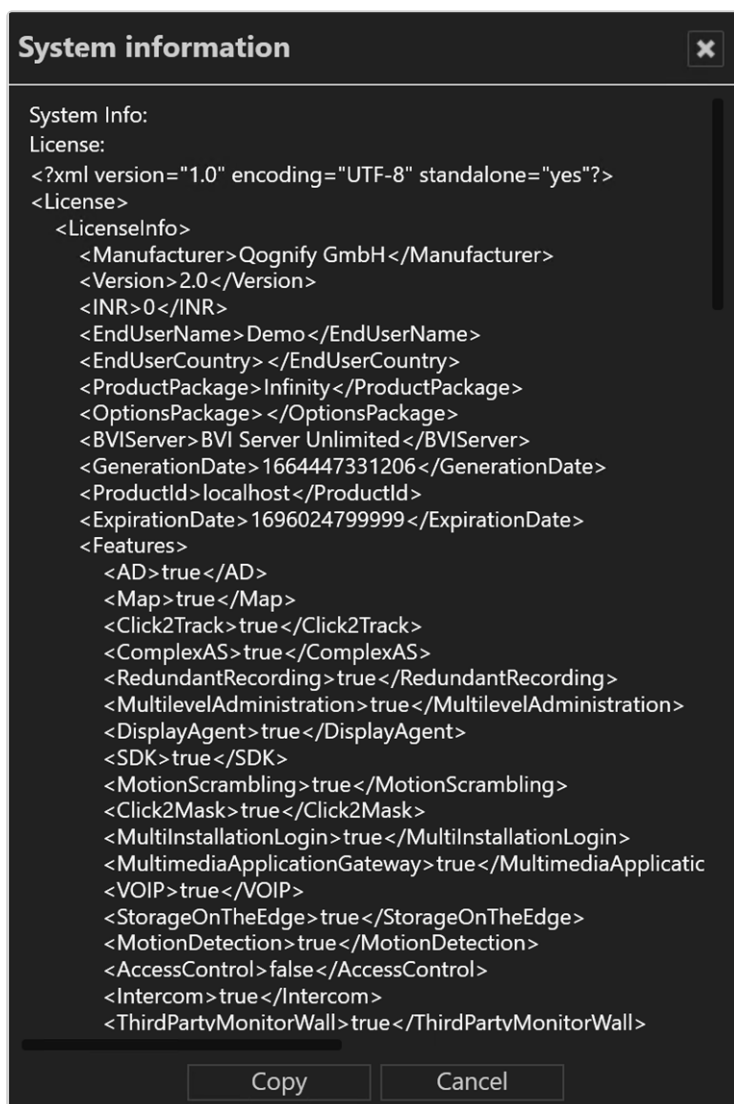 System information
System Info:
License:
<?xml version="1.0" encoding="UTF-8" standalone="yes"?>
<License>
<LicenseInfo>
<Manufacturer>Qognify GmbH</Manufacturer>
<Version>2.0</Version>
<INR>0</INR>
<EndUserName>Demo</EndUserName>
<EndUserCountry></EndUserCountry>
<ProductPackage>Infinity</ProductPackage>
<OptionsPackage></OptionsPackage>
<BVIServer>BVI Server Unlimited</BVIServer>
<GenerationDate>1664447331206</GenerationDate>
<ProductId>localhost</ProductId>
<ExpirationDate>1696024799999</ExpirationDate>
<Features>
<AD>true</AD>
<Map>true</Map>
<Click2Track>true</Click2Track>
<ComplexAS>true</ComplexAS>
<RedundantRecording>true</RedundantRecording>
<MultilevelAdministration>true</MultilevelAdministration>
<DisplayAgent>true</DisplayAgent>
<SDK>true</SDK>
<MotionScrambling>true</MotionScrambling>
<Click2Mask>true</Click2Mask>
<MultiInstallationLogin>true</MultiInstallationLogin>
<MultimediaApplicationGateway>true</MultimediaApplicatic
<VOIP>true</VOIP>
<StorageOnTheEdge>true</StorageOnTheEdge>
<MotionDetection>true</MotionDetection>
<AccessControl>false</AccessControl>
<Intercom>true</Intercom>
<ThirdPartyMonitorWall>true</ThirdPartyMonitorWall>
Copy Cancel